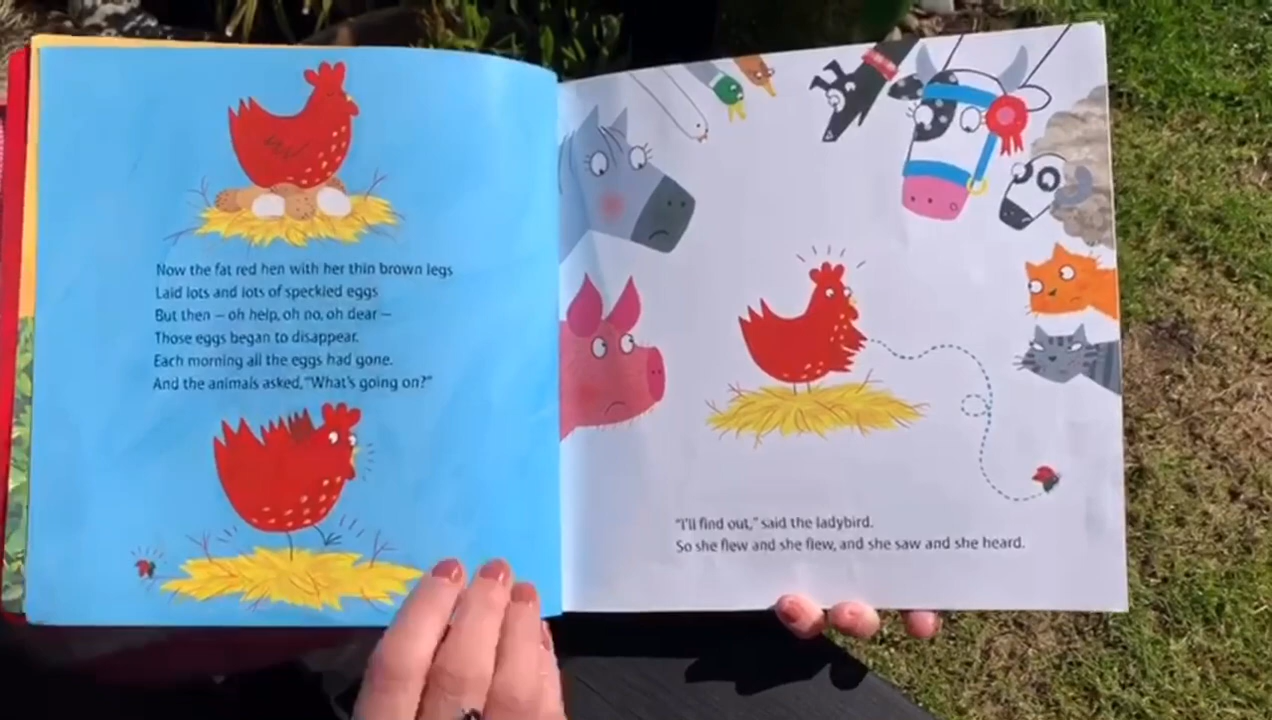 Now the fat red hen with her thin brown legs
Laid lots and lots of speckled eggs
But then – oh help, oh no, oh dear –
Those eggs began to disappear.
Each morning all the eggs had gone.
And the animals asked, "What's going on?"
"I'll find out," said the ladybird.
So she flew and she flew, and she saw and she heard.